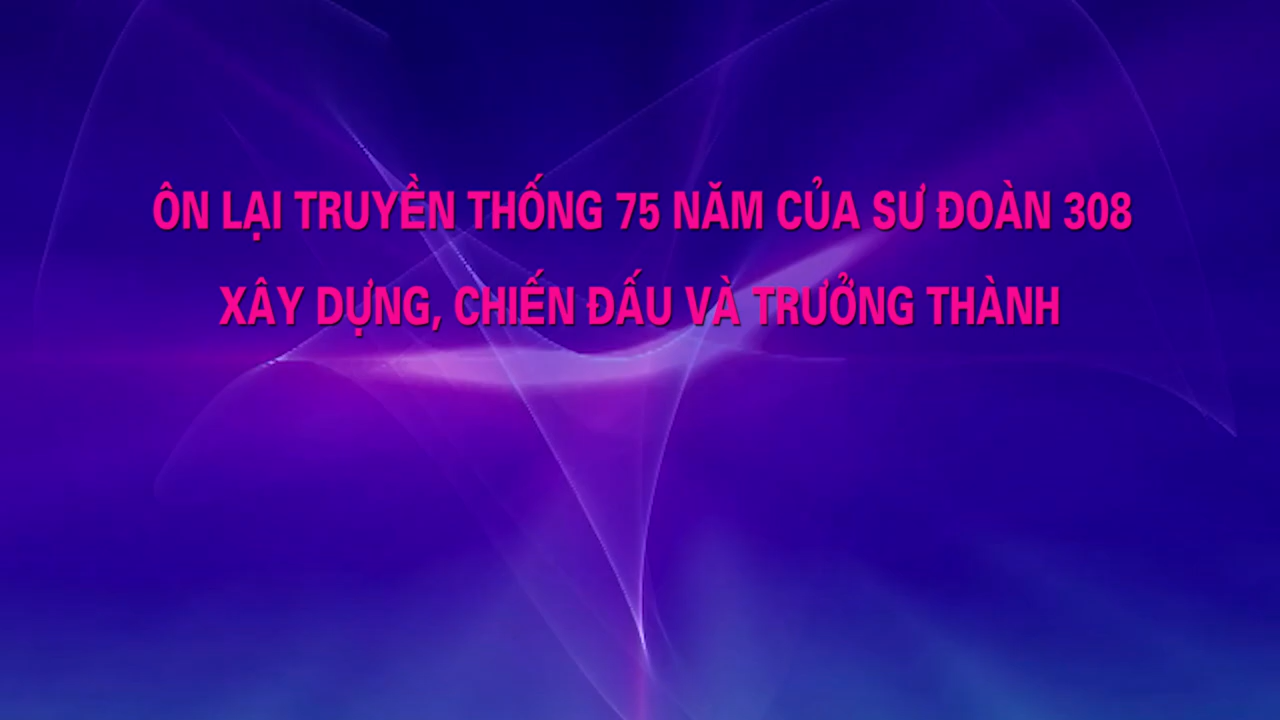 ÔN LẠI TRUYỀN THỐNG 75 NĂM CỦA SƯ ĐOÀN 308
XÂY DỰNG, CHIẾN ĐẤU VÀ TRƯỞNG THÀNH